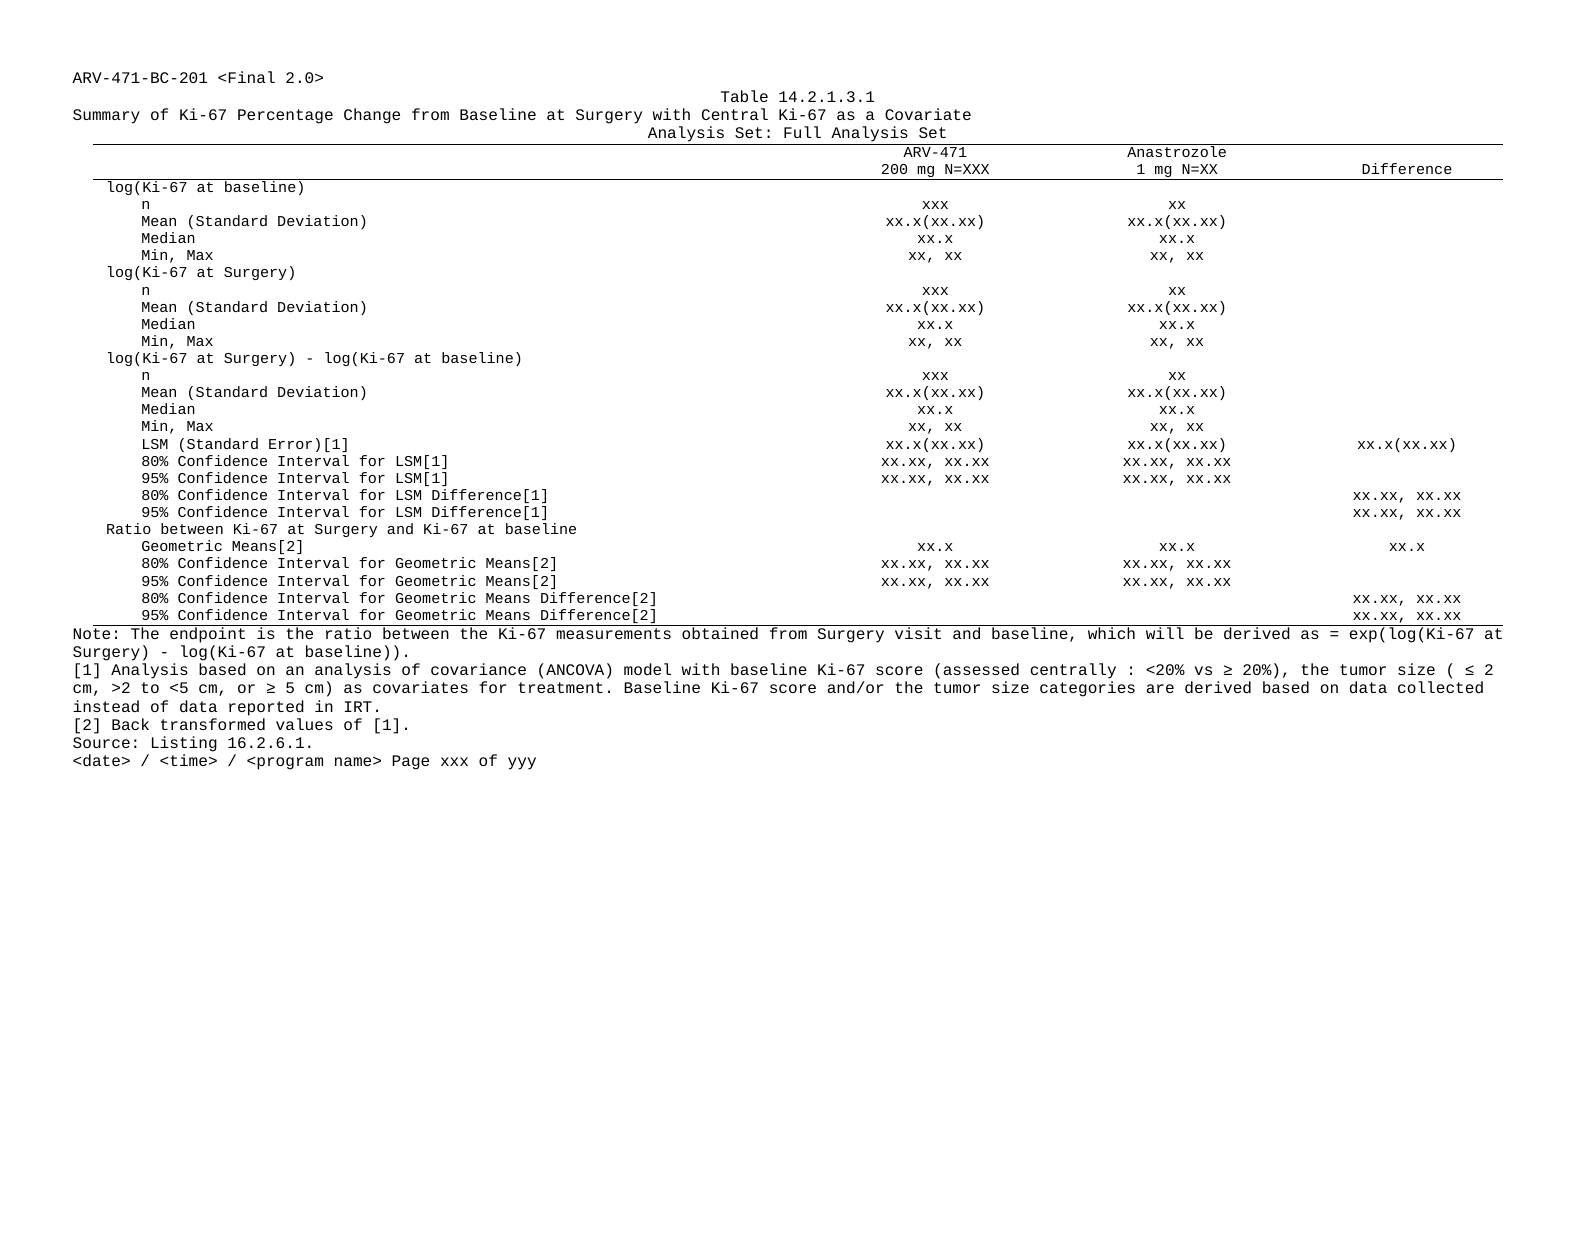 ARV-471-BC-201 <Final 2.0>
Table 14.2.1.3.1
Summary of Ki-67 Percentage Change from Baseline at Surgery with Central Ki-67 as a Covariate
Analysis Set: Full Analysis Set
ARV-471 Anastrozole
200 mg N=XXX 1 mg N=XX Difference
log(Ki-67 at baseline)
n xxx xx
Mean (Standard Deviation) xx.x(xx.xx) xx.x(xx.xx)
Median xx.x xx.x
Min, Max xx, xx xx, xx
log(Ki-67 at Surgery)
n xxx xx
Mean (Standard Deviation) xx.x(xx.xx) xx.x(xx.xx)
Median xx.x xx.x
Min, Max xx, xx xx, xx
log(Ki-67 at Surgery) - log(Ki-67 at baseline)
n xxx xx
Mean (Standard Deviation) xx.x(xx.xx) xx.x(xx.xx)
Median xx.x xx.x
Min, Max xx, xx xx, xx
LSM (Standard Error)[1] xx.x(xx.xx) xx.x(xx.xx) xx.x(xx.xx)
80% Confidence Interval for LSM[1] xx.xx, xx.xx xx.xx, xx.xx
95% Confidence Interval for LSM[1] xx.xx, xx.xx xx.xx, xx.xx
80% Confidence Interval for LSM Difference[1] xx.xx, xx.xx
95% Confidence Interval for LSM Difference[1] xx.xx, xx.xx
Ratio between Ki-67 at Surgery and Ki-67 at baseline
Geometric Means[2] xx.x xx.x xx.x
80% Confidence Interval for Geometric Means[2] xx.xx, xx.xx xx.xx, xx.xx
95% Confidence Interval for Geometric Means[2] xx.xx, xx.xx xx.xx, xx.xx
80% Confidence Interval for Geometric Means Difference[2] xx.xx, xx.xx
95% Confidence Interval for Geometric Means Difference[2] xx.xx, xx.xx
Note: The endpoint is the ratio between the Ki-67 measurements obtained from Surgery visit and baseline, which will be derived as = exp(log(Ki-67 at
Surgery) - log(Ki-67 at baseline)).
[1] Analysis based on an analysis of covariance (ANCOVA) model with baseline Ki-67 score (assessed centrally : <20% vs ≥ 20%), the tumor size ( ≤ 2
cm, >2 to <5 cm, or ≥ 5 cm) as covariates for treatment. Baseline Ki-67 score and/or the tumor size categories are derived based on data collected
instead of data reported in IRT.
[2] Back transformed values of [1].
Source: Listing 16.2.6.1.
<date> / <time> / <program name> Page xxx of yyy